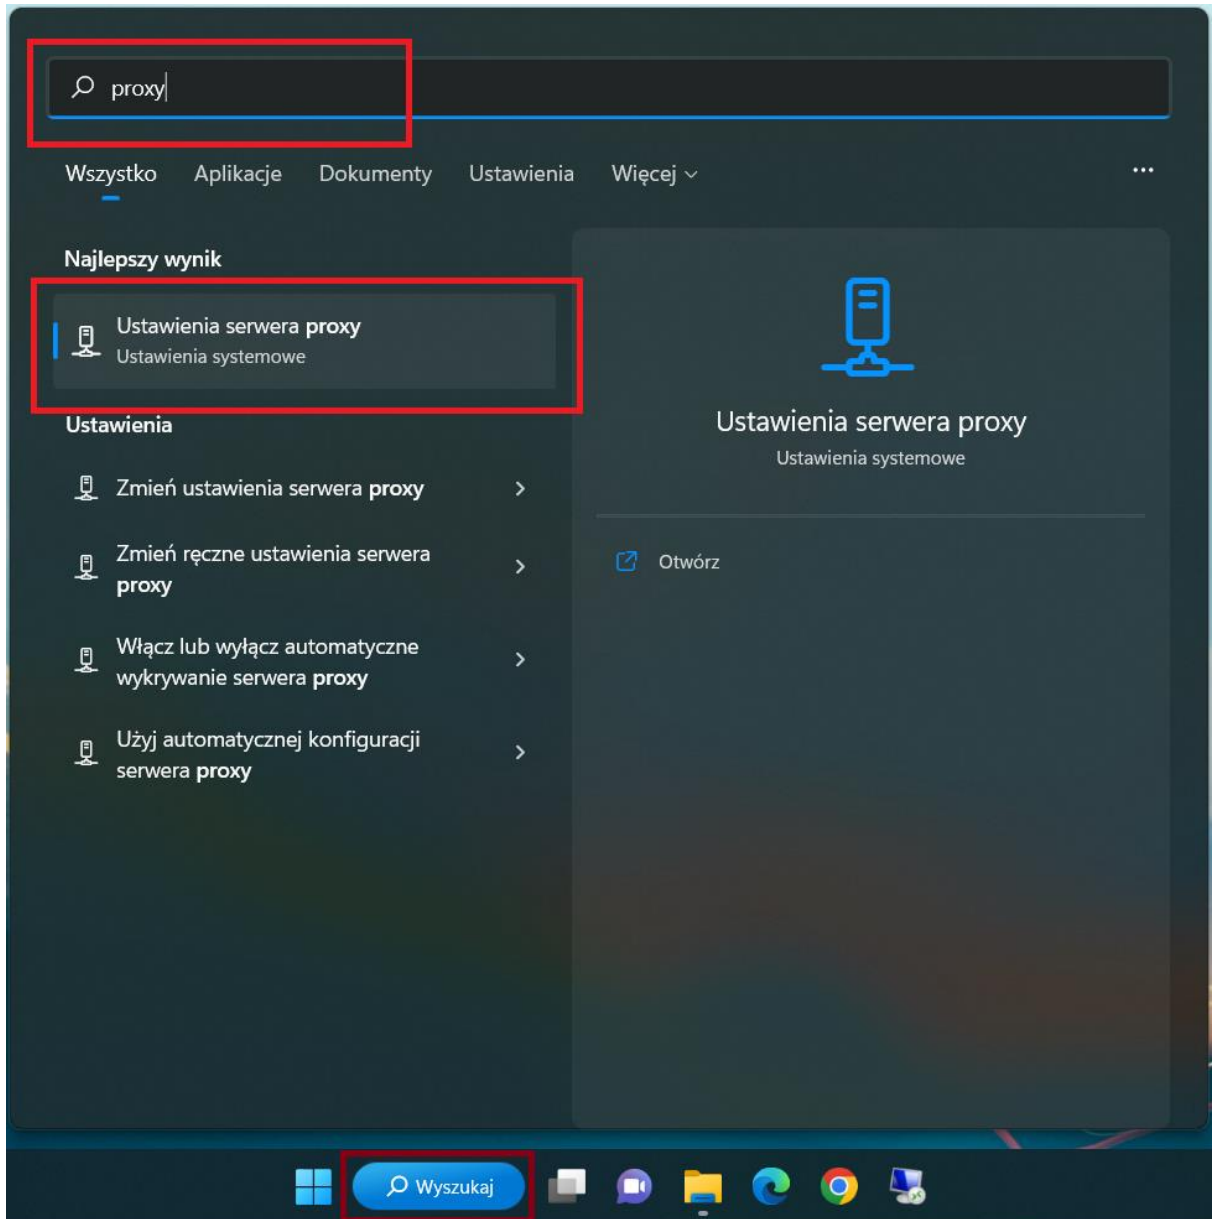 proxy
Wszystko Aplikacje Dokumenty Ustawienia Więcej
Najlepszy wynik
Ustawienia serwera proxy
Ustawienia systemowe
Ustawienia
Zmień ustawienia serwera proxy
Zmień ręczne ustawienia serwera
proxy
Włącz lub wyłącz automatyczne
wykrywanie serwera proxy
Użyj automatycznej konfiguracji
serwera proxy
Ustawienia serwera proxy
Ustawienia systemowe
Otwórz
Wyszukaj